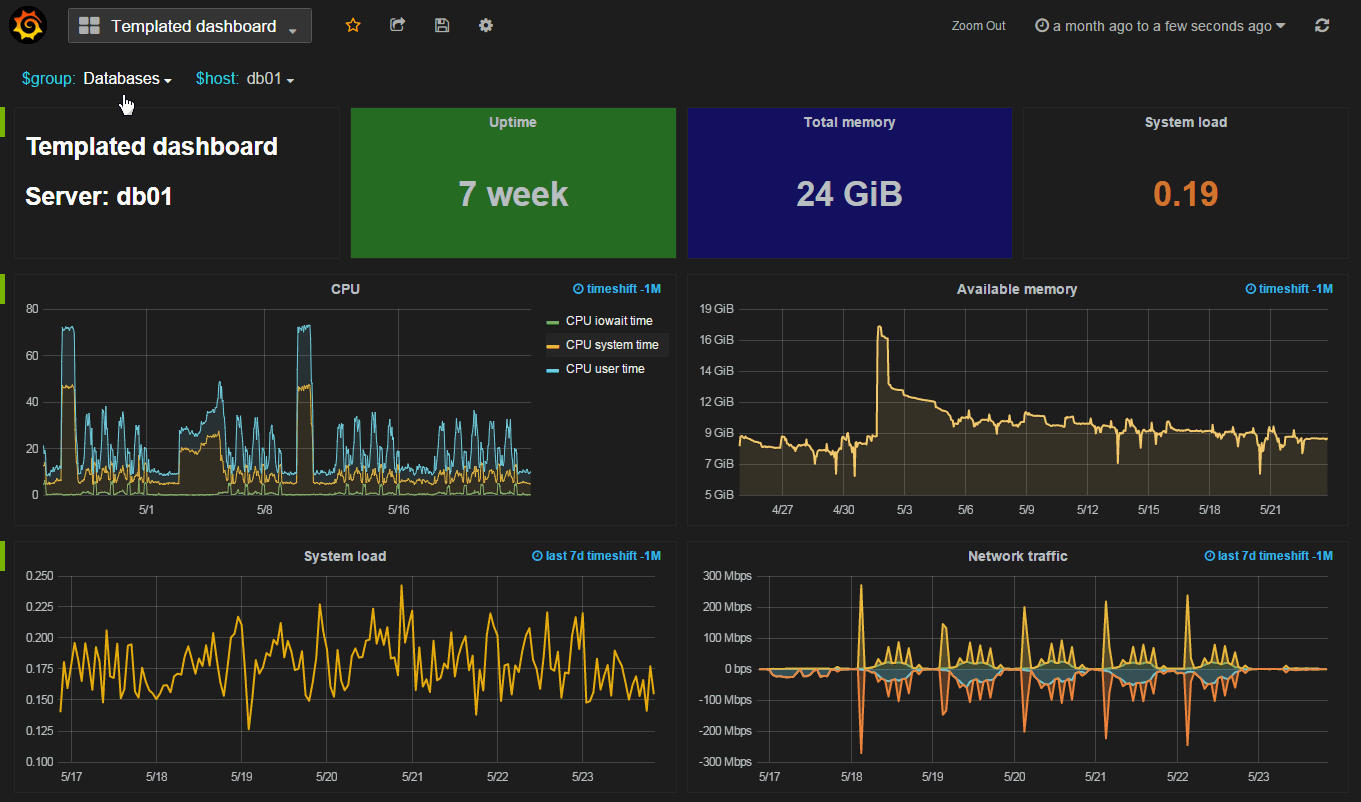 Templated dashboard
Zoom Out
a month ago to a few seconds ago
$group: Databases
$host: db01
Templated dashboard
Server: db01
Uptime
7 week
Total memory
24 GiB
System load
0.19
CPU
timeshift -1M
80
60
40
20
0
5/1 5/8 5/16
CPU iowait time
CPU system time
CPU user time
Available memory
timeshift -1M
19 GiB
16 GiB
14 GiB
12 GiB
9 GiB
7 GiB
5 GiB
4/27 4/30 5/3 5/6 5/9 5/12 5/15 5/18 5/21
System load
last 7d timeshift -1M
0.250
0.225
0.200
0.175
0.150
0.125
0.100
5/17 5/18 5/19 5/20 5/21 5/22 5/23
Network traffic
last 7d timeshift -1M
300 Mbps
200 Mbps
100 Mbps
0 bps
-100 Mbps
-200 Mbps
-300 Mbps
5/17 5/18 5/19 5/20 5/21 5/22 5/23